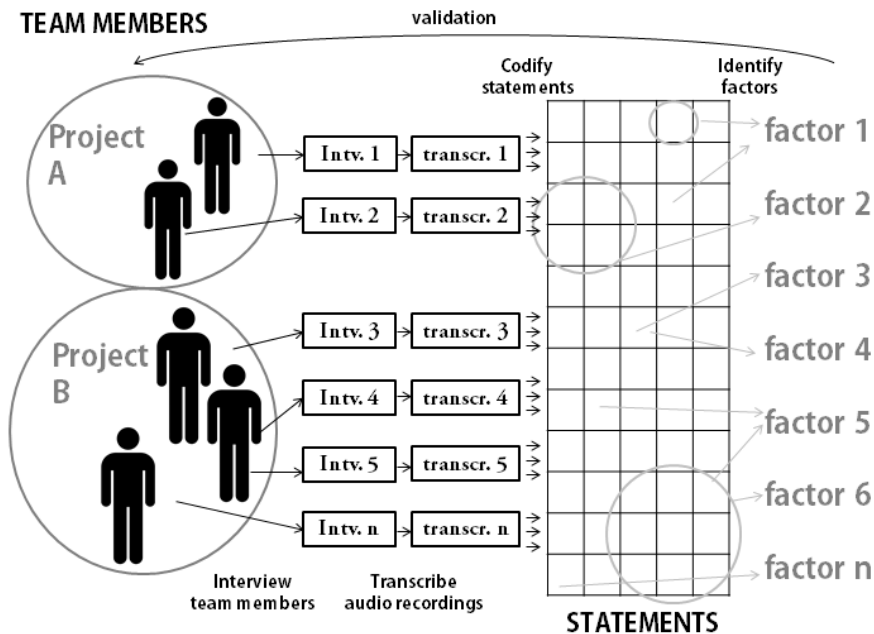 TEAM MEMBERS
validation
Codify
statements
Identify
factors
Project
A
Intv. 1
transcr. 1
factor 1
Intv. 2
transcr. 2
factor 2
factor 3
Project
B
Intv. 3
transcr. 3
factor 4
Intv. 4
transcr. 4
factor 5
Intv. 5
transcr. 5
factor 6
Intv. n
transcr. n
factor n
Interview
team members
Transcribe
audio recordings
STATEMENTS